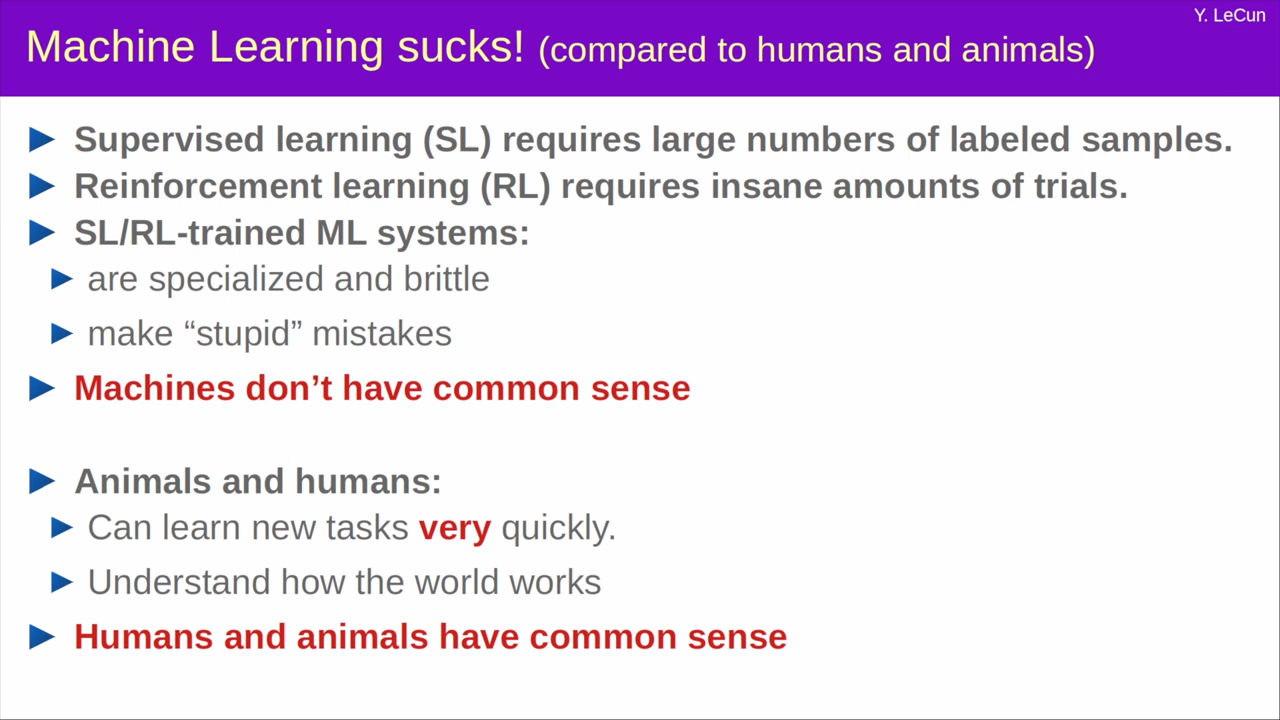 Y. LeCun
Machine Learning sucks! (compared to humans and animals)
Supervised learning (SL) requires large numbers of labeled samples.
Reinforcement learning (RL) requires insane amounts of trials.
SL/RL-trained ML systems:
are specialized and brittle
make “stupid” mistakes
Machines don’t have common sense
Animals and humans:
Can learn new tasks very quickly.
Understand how the world works
Humans and animals have common sense